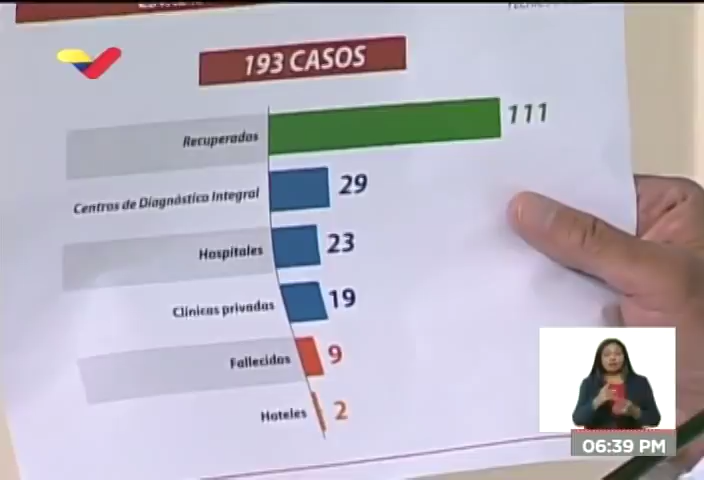 193 CASOS
Recuperados 111
Centros de Diagnóstico Integral 29
Hospitales 23
Clínicas privadas 19
Fallecidos 9
Hoteles 2
06:39 PM